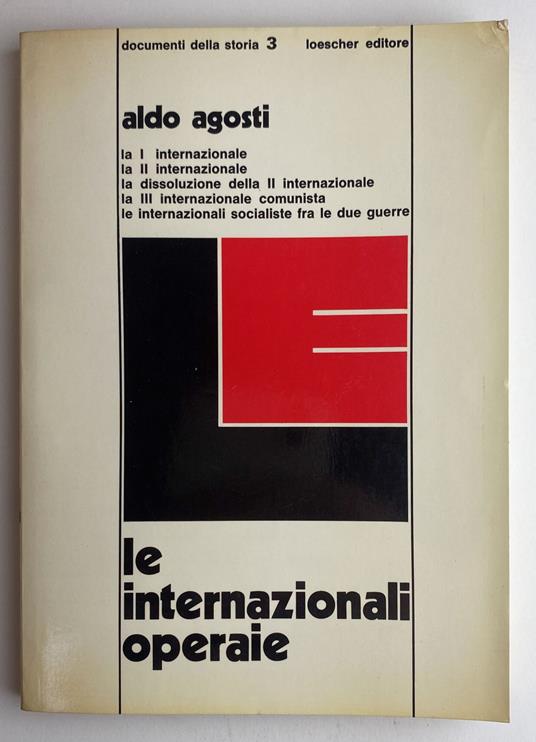 documenti della storia 3 loescher editore
aldo agosti
la I internazionale
la II internazionale
la dissoluzione della II internazionale
la III internazionale comunista
le internazionali socialiste fra le due guerre
le
internazionali
operaie